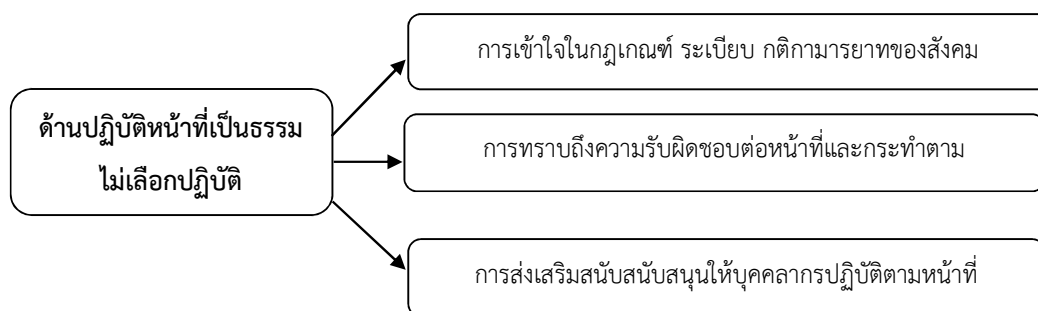 การเข้าใจในกฎเกณฑ์ ระเบียบ กติกามารยาทของสังคม
ด้านปฏิบัติหน้าที่เป็นธรรม
ไม่เลือกปฏิบัติ
การทราบถึงความรับผิดชอบต่อหน้าที่และกระทำตาม
การส่งเสริมสนับสนับสนุนให้บุคคลากรปฏิบัติตามหน้าที่